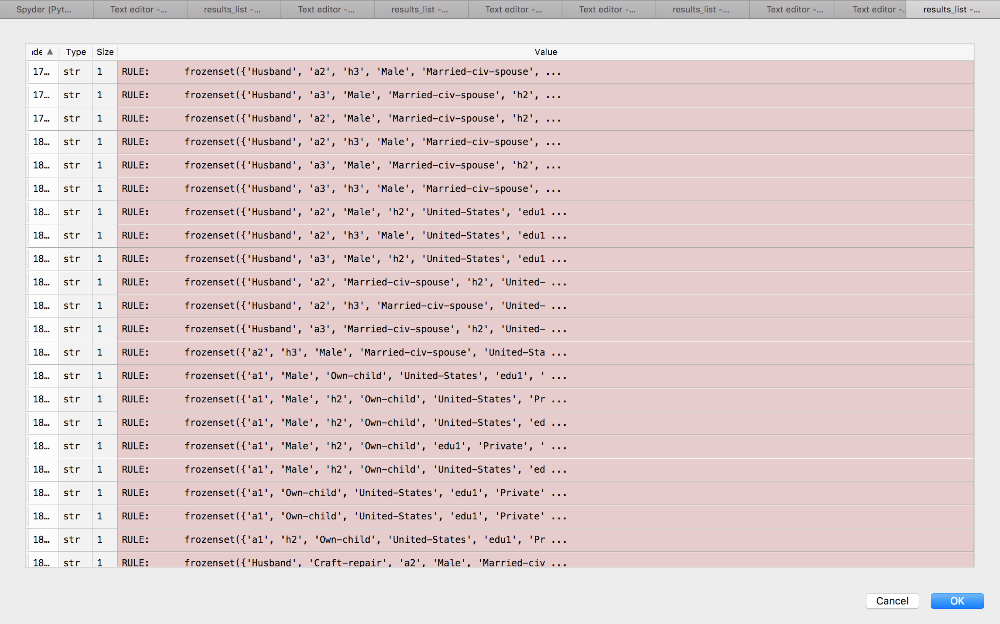 Spyder (Pyt... Text editor -... results_list -... Text editor -... results_list -... Text editor -... Text editor -... results_list -... Text editor -... Text editor -. results_list -...
ide ▲ Type Size Value
17… str 1 RULE: frozenset({'Husband', 'a2', 'h3', 'Male', 'Married-civ-spouse', ...
17… str 1 RULE: frozenset({'Husband', 'a3', 'Male', 'Married-civ-spouse', 'h2', ...
17… str 1 RULE: frozenset({'Husband', 'a2', 'Male', 'Married-civ-spouse', 'h2', ...
18… str 1 RULE: frozenset({'Husband', 'a2', 'h3', 'Male', 'Married-civ-spouse', ...
18… str 1 RULE: frozenset({'Husband', 'a3', 'Male', 'Married-civ-spouse', 'h2', ...
18… str 1 RULE: frozenset({'Husband', 'a3', 'h3', 'Male', 'Married-civ-spouse', ...
18… str 1 RULE: frozenset({'Husband', 'a2', 'Male', 'h2', 'United-States', 'edu1 ...
18… str 1 RULE: frozenset({'Husband', 'a2', 'h3', 'Male', 'United-States', 'edu1 ...
18… str 1 RULE: frozenset({'Husband', 'a3', 'Male', 'h2', 'United-States', 'edu1 ...
18… str 1 RULE: frozenset({'Husband', 'a2', 'Married-civ-spouse', 'h2', 'United- ...
18… str 1 RULE: frozenset({'Husband', 'a2', 'h3', 'Married-civ-spouse', 'United- ...
18… str 1 RULE: frozenset({'Husband', 'a3', 'Married-civ-spouse', 'h2', 'United- ...
18… str 1 RULE: frozenset({'a2', 'h3', 'Male', 'Married-civ-spouse', 'United-Sta ...
18… str 1 RULE: frozenset({'a1', 'Male', 'Own-child', 'United-States', 'edu1', ' ...
18… str 1 RULE: frozenset({'a1', 'Male', 'h2', 'Own-child', 'United-States', 'Pr ...
18… str 1 RULE: frozenset({'a1', 'Male', 'h2', 'Own-child', 'United-States', 'ed ...
18… str 1 RULE: frozenset({'a1', 'Male', 'h2', 'Own-child', 'edu1', 'Private', ' ...
18… str 1 RULE: frozenset({'a1', 'Male', 'h2', 'Own-child', 'United-States', 'ed ...
18… str 1 RULE: frozenset({'a1', 'Own-child', 'United-States', 'edu1', 'Private' ...
18… str 1 RULE: frozenset({'a1', 'Own-child', 'United-States', 'edu1', 'Private' ...
18… str 1 RULE: frozenset({'a1', 'h2', 'Own-child', 'United-States', 'edu1', 'Pr ...
18… str 1 RULE: frozenset({'Husband', 'Craft-repair', 'a2', 'Male', 'Married-civ ...
Cancel OK